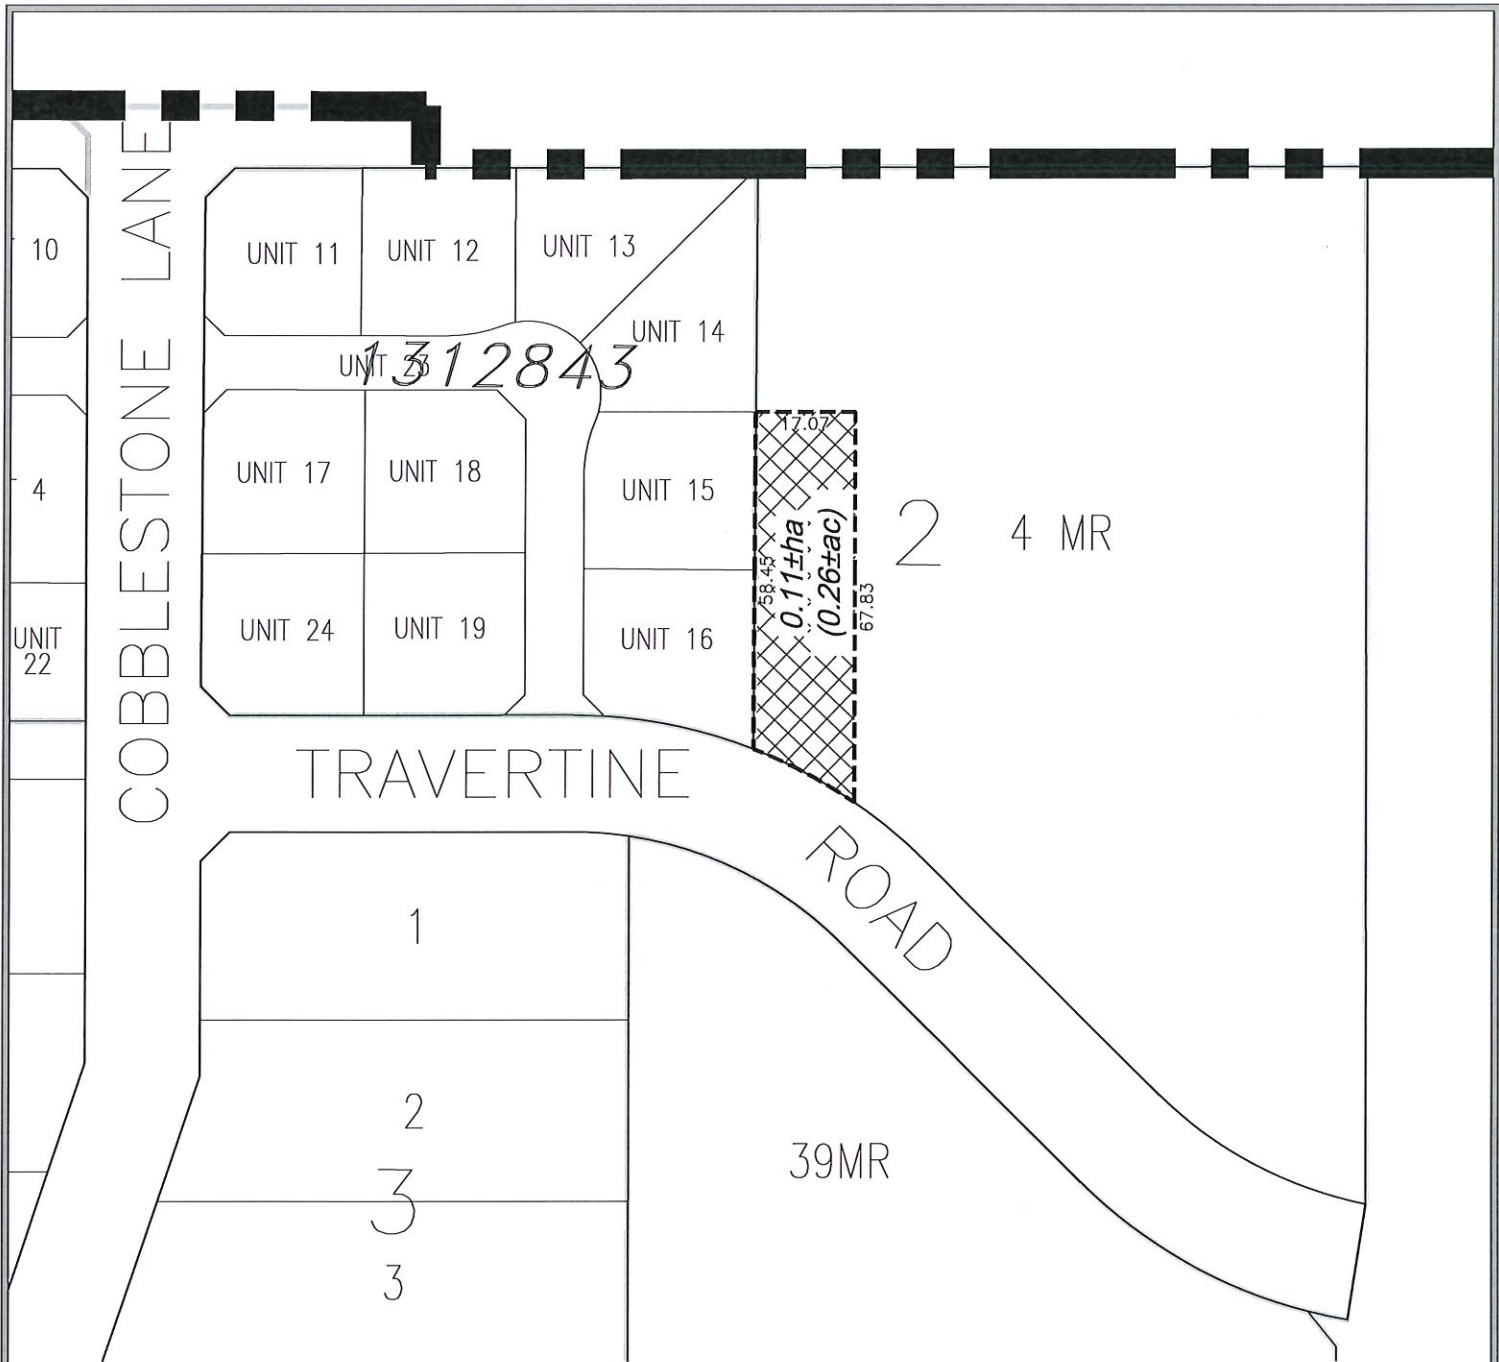 COBBLESTONE LANE
10
UNIT 11
UNIT 12
UNIT 13
UNIT 14
UNIT 23
1312843
17.07
4
UNIT 17
UNIT 18
UNIT 15
58.45
0.11±ha
(0.26±ac)
67.83
2
4 MR
UNIT
22
UNIT 24
UNIT 19
UNIT 16
TRAVERTINE
ROAD
1
2
39MR
3
3